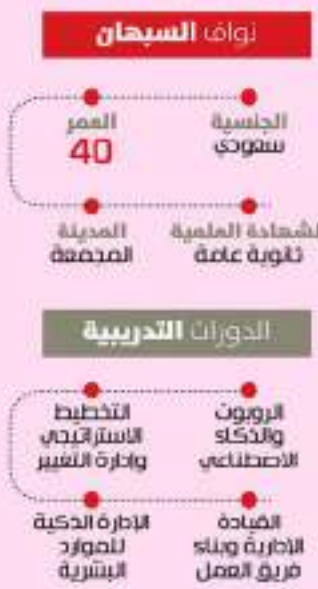 نواف السبهان
الجنسية
سعودي
العمر
40
الشهادة العلمية
ثانوية عامة
المدينة
المجمعة
الدورات التدريبية
الروبوت
والذكاء
الاصطناعي
التخطيط
الاستراتيجي
وإدارة التغيير
القيادة
الإدارية وبناء
فريق العمل
الإدارة الذكية
للموارد
البشرية